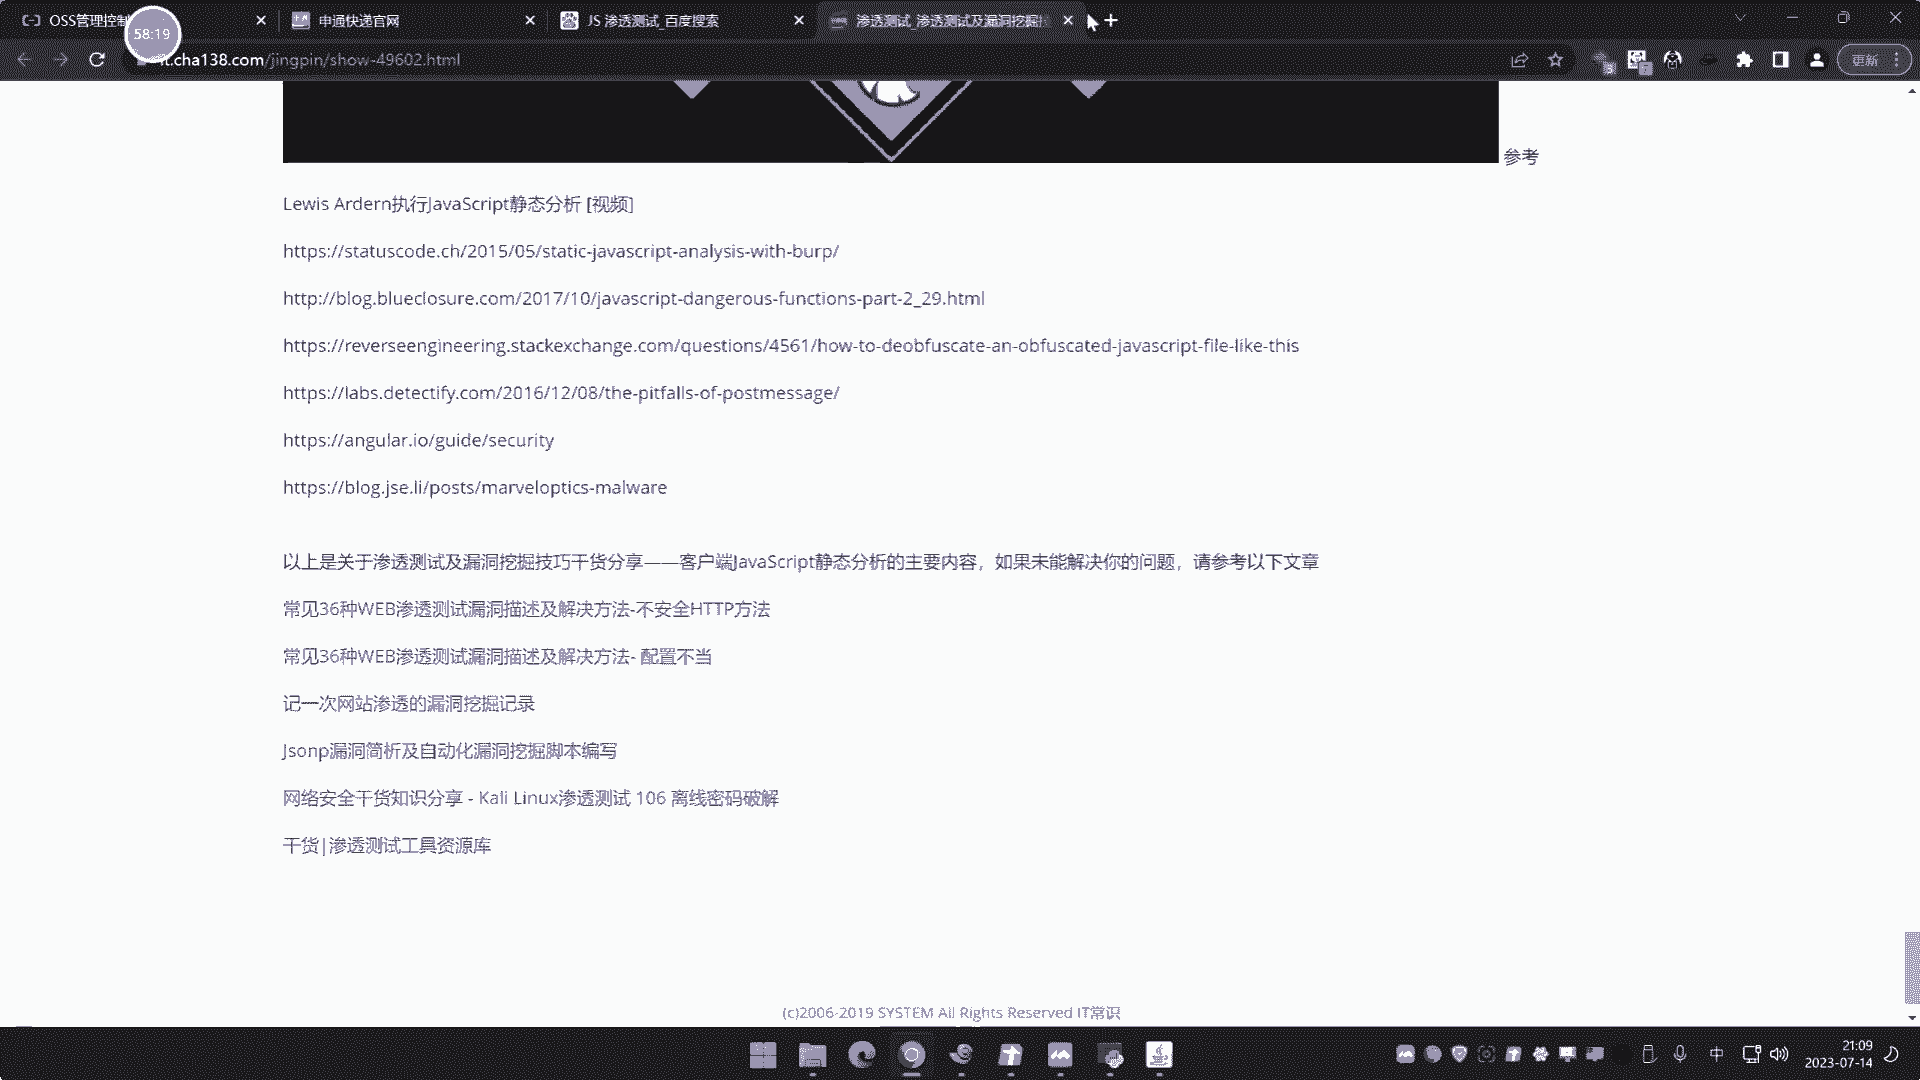 OSS管理控制
申通快递官网
JS 渗透测试_百度搜索
渗透测试_渗透测试及漏洞挖掘技
58:19
it.cha138.com/jingpin/show-49602.html
更新
参考
Lewis Ardern执行JavaScript静态分析 [视频]
https://statuscode.ch/2015/05/static-javascript-analysis-with-burp/
http://blog.blueclosure.com/2017/10/javascript-dangerous-functions-part-2_29.html
https://reverseengineering.stackexchange.com/questions/4561/how-to-deobfuscate-an-obfuscated-javascript-file-like-this
https://labs.detectify.com/2016/12/08/the-pitfalls-of-postmessage/
https://angular.io/guide/security
https://blog.jse.li/posts/marveloptics-malware
以上是关于渗透测试及漏洞挖掘技巧干货分享——客户端JavaScript静态分析的主要内容，如果未能解决你的问题，请参考以下文章
常见36种WEB渗透测试漏洞描述及解决方法-不安全HTTP方法
常见36种WEB渗透测试漏洞描述及解决方法- 配置不当
记一次网站渗透的漏洞挖掘记录
Jsonp漏洞简析及自动化漏洞挖掘脚本编写
网络安全干货知识分享 - Kali Linux渗透测试 106 离线密码破解
干货|渗透测试工具资源库
(c)2006-2019 SYSTEM All Rights Reserved IT常识
中
21:09
2023-07-14